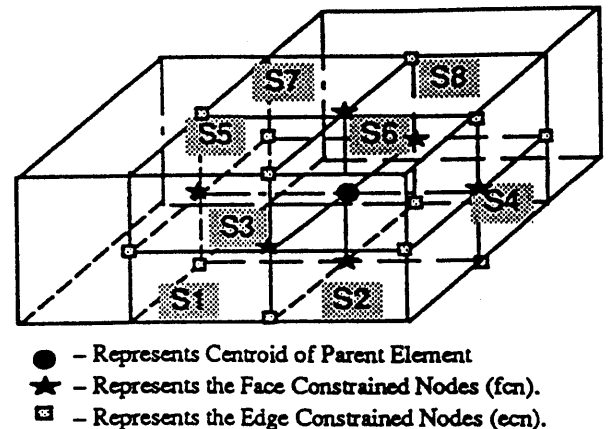 S7
S8
S5
S6
S3
S4
S1
S2
– Represents Centroid of Parent Element
– Represents the Face Constrained Nodes (fcn).
– Represents the Edge Constrained Nodes (ecn).